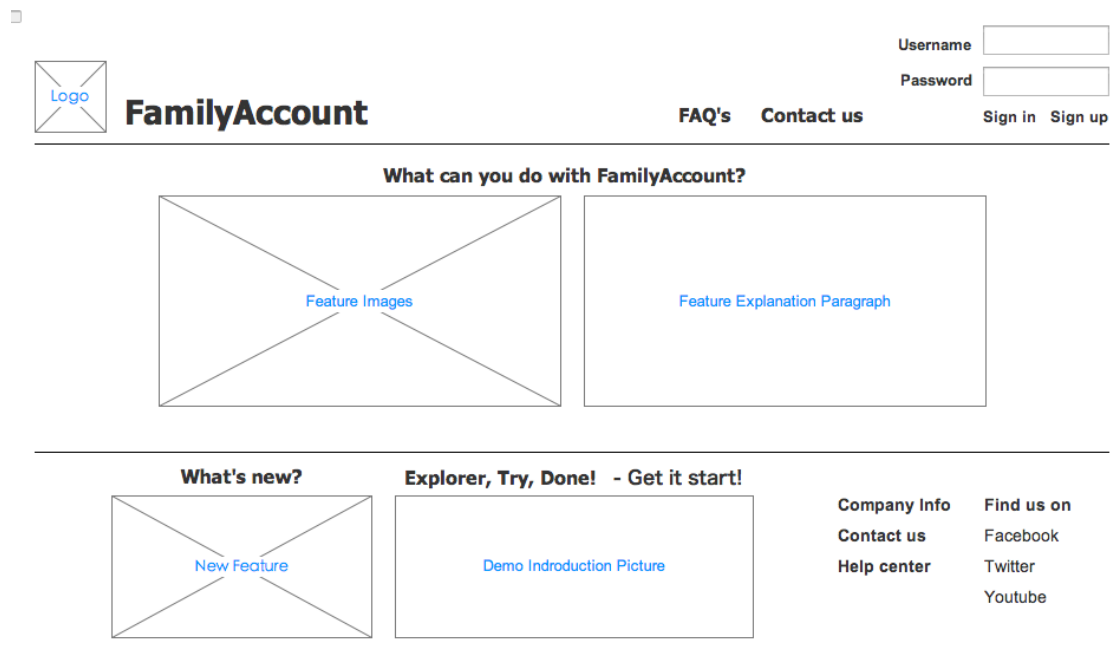 Username
Password
Logo
FamilyAccount
FAQ's Contact us
Sign in Sign up
What can you do with FamilyAccount?
Feature Images
Feature Explanation Paragraph
What's new?
Explorer, Try, Done! - Get it start!
New Feature
Demo Indroduction Picture
Company Info
Contact us
Help center
Find us on
Facebook
Twitter
Youtube